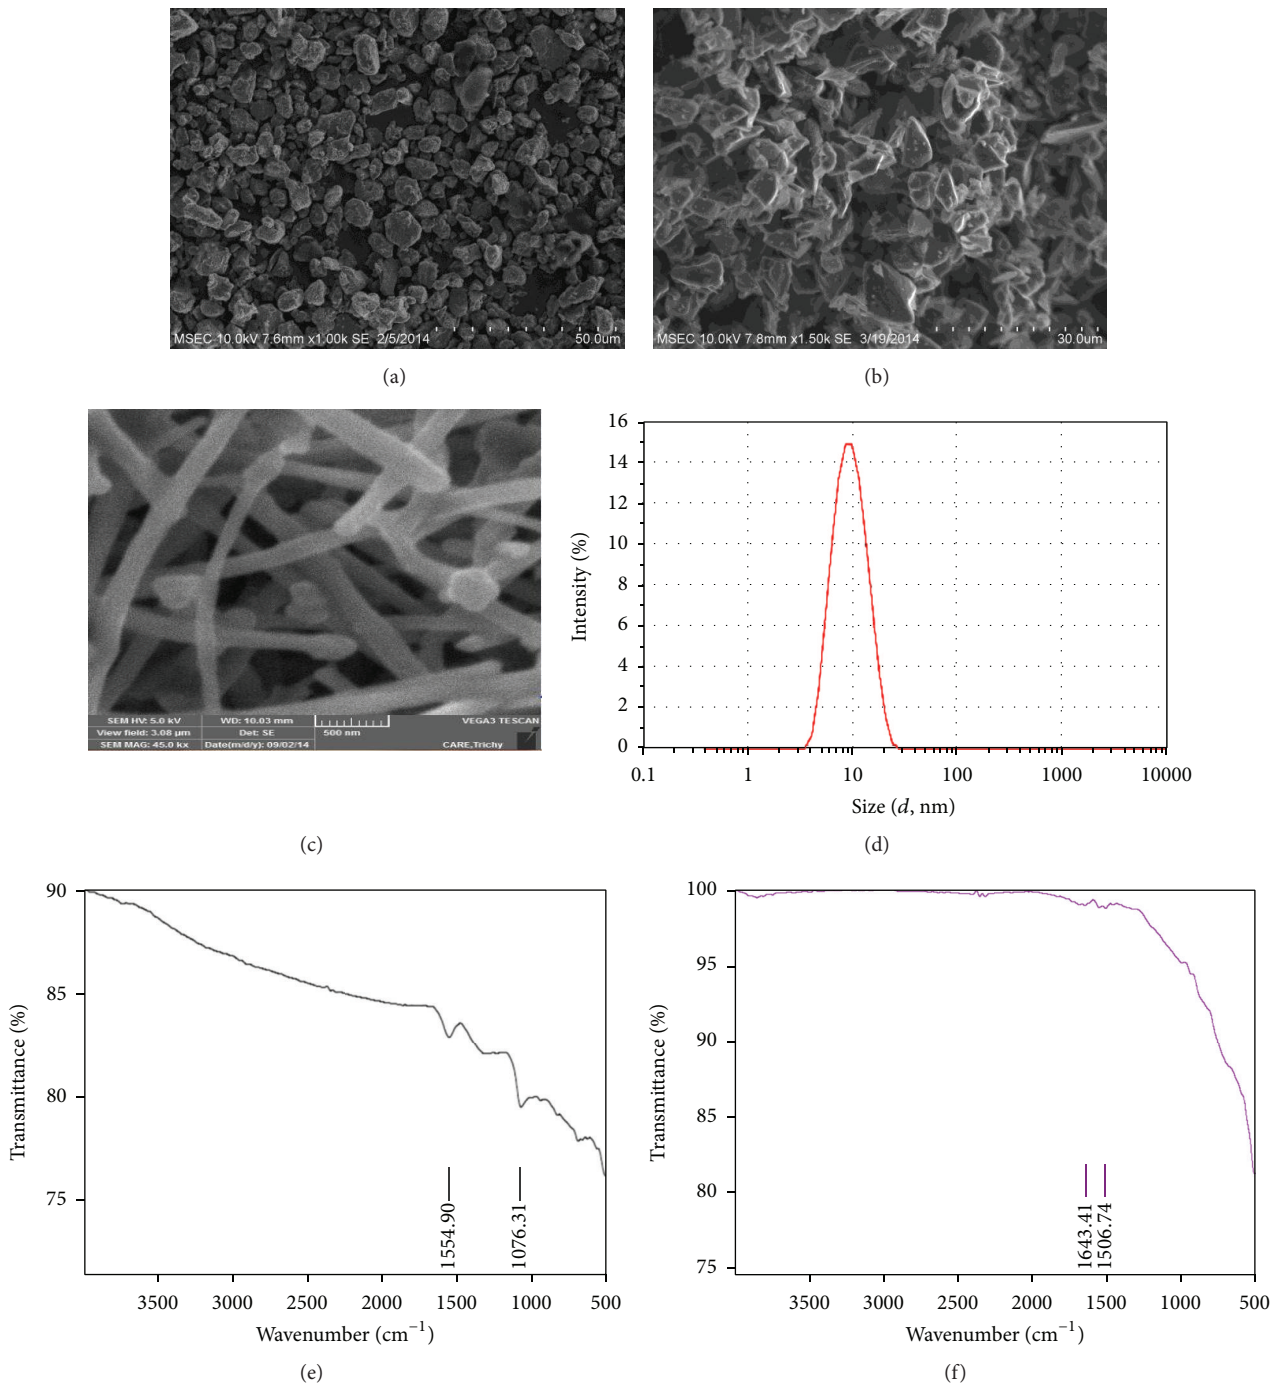 MSEC 10.0kV 7.6mm x1.00k SE 2/5/2014 50.0um
(a)
MSEC 10.0kV 7.8mm x1.50k SE 3/19/2014 30.0um
(b)
SEM HV: 5.0 kV WD: 10.03 mm VEGA3 TESCAN
View field: 3.08 µm Det: SE 500 nm
SEM MAG: 45.0 kx Date(m/d/y): 09/02/14 CARE,Trichy
(c)
16
14
12
10
8
6
4
2
0
Intensity (%)
0.1 1 10 100 1000 10000
Size (d, nm)
(d)
90
85
80
75
Transmittance (%)
1554.90
1076.31
3500 3000 2500 2000 1500 1000 500
Wavenumber (cm−1)
(e)
100
95
90
85
80
75
Transmittance (%)
1643.41
1506.74
3500 3000 2500 2000 1500 1000 500
Wavenumber (cm−1)
(f)